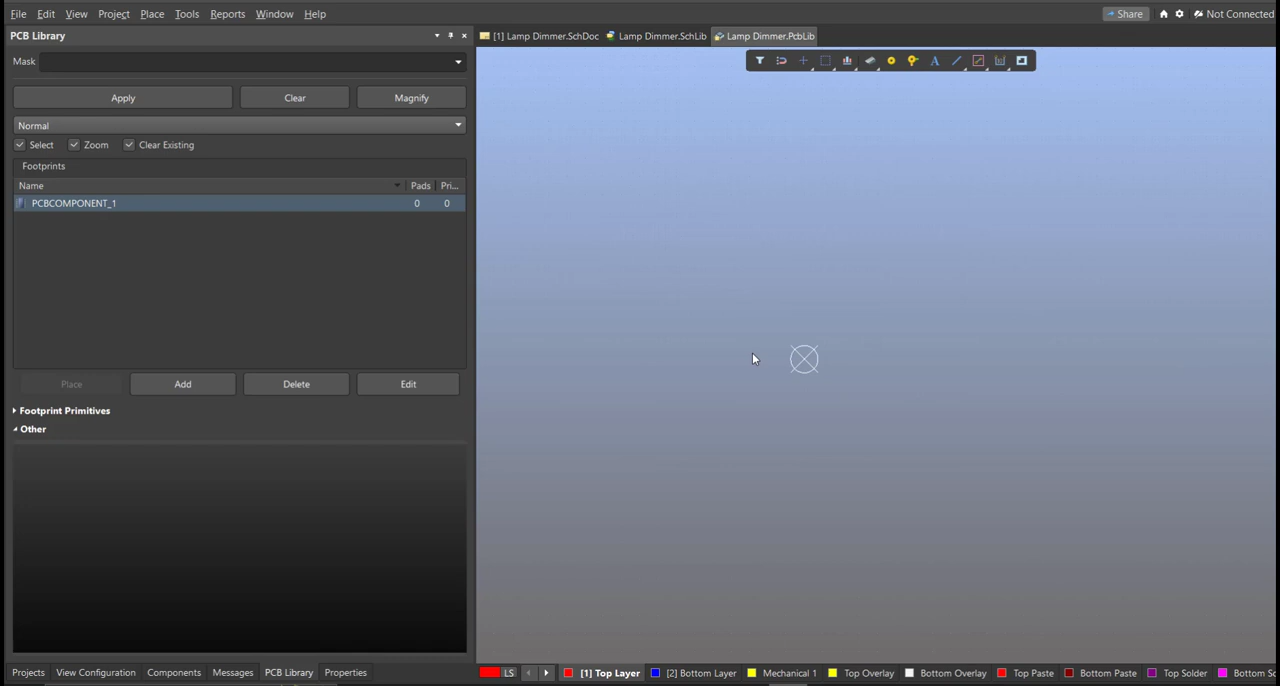 File Edit View Project Place Tools Reports Window Help Share Not Connected
PCB Library
[1] Lamp Dimmer.SchDoc Lamp Dimmer.SchLib Lamp Dimmer.PcbLib
Mask
Apply Clear Magnify
Normal
Select Zoom Clear Existing
Footprints
Name Pads Pri...
PCBCOMPONENT_1 0 0
Place Add Delete Edit
Footprint Primitives
Other
Projects View Configuration Components Messages PCB Library Properties
LS [1] Top Layer [2] Bottom Layer Mechanical 1 Top Overlay Bottom Overlay Top Paste Bottom Paste Top Solder Bottom So